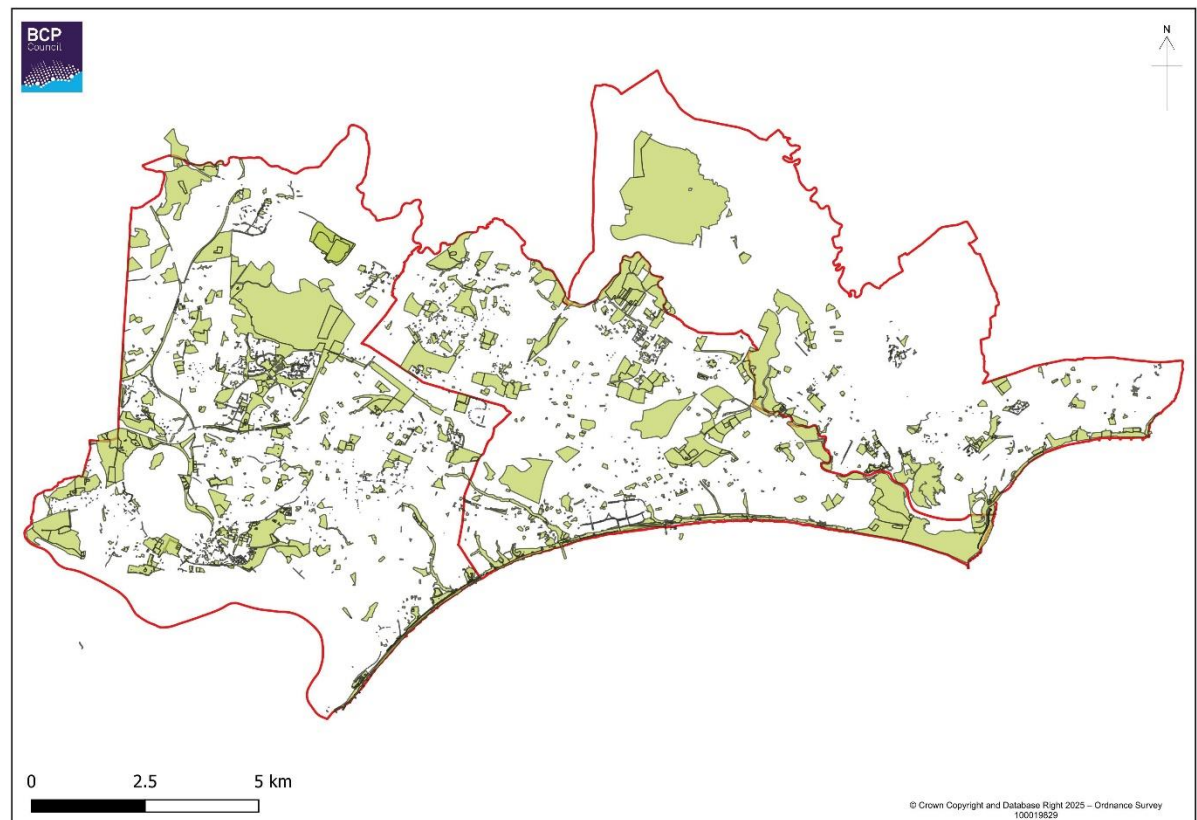 BCP
Council
N
0 2.5 5 km
© Crown Copyright and Database Right 2025 – Ordnance Survey
100019829